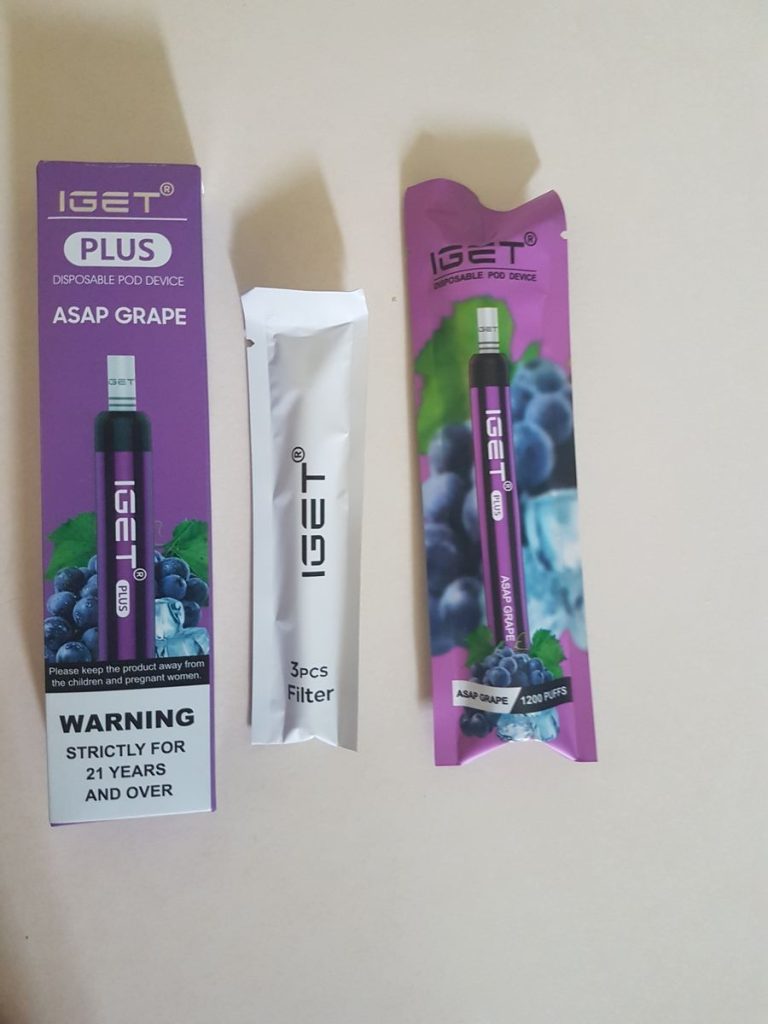 IGET®
PLUS
DISPOSABLE POD DEVICE
ASAP GRAPE
IGET
IGET®
PLUS
Please keep the product away from
the children and pregnant women.
WARNING
STRICTLY FOR
21 YEARS
AND OVER
IGET®
3PCS
Filter
IGET®
DISPOSABLE POD DEVICE
IGET
IGET®
PLUS
ASAP GRAPE
ASAP GRAPE 1200 PUFFS